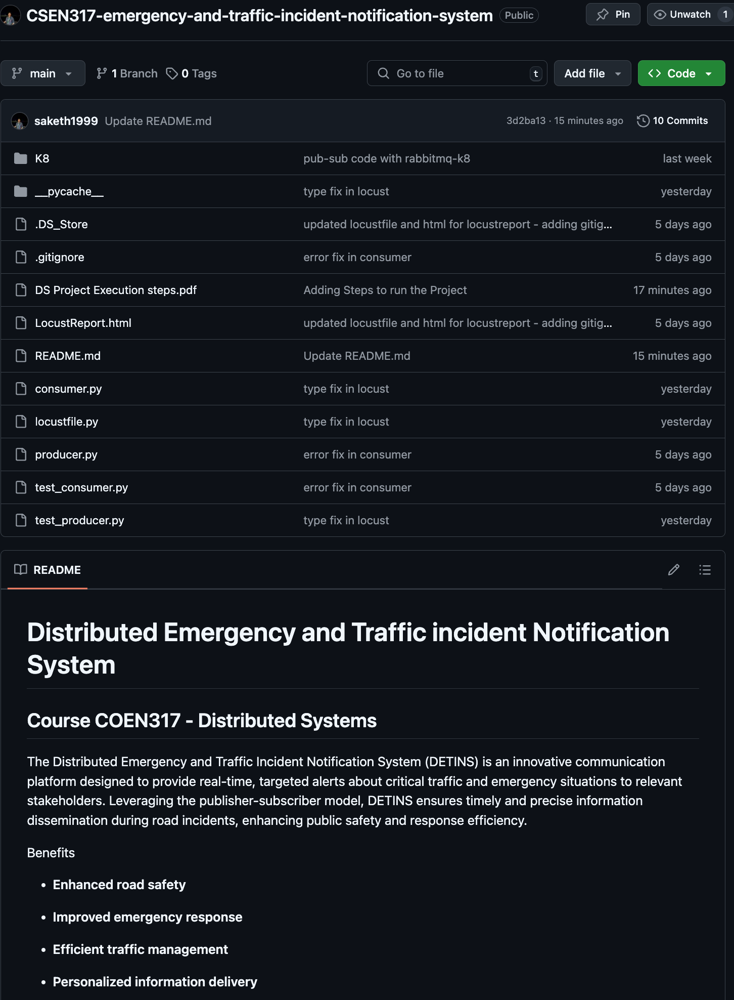 CSEN317-emergency-and-traffic-incident-notification-system Public Pin Unwatch 1
main 1 Branch 0 Tags Go to file t Add file Code
saketh1999 Update README.md 3d2ba13 · 15 minutes ago 10 Commits
K8 pub-sub code with rabbitmq-k8 last week
__pycache__ type fix in locust yesterday
.DS_Store updated locustfile and html for locustreport - adding gitig... 5 days ago
.gitignore error fix in consumer 5 days ago
DS Project Execution steps.pdf Adding Steps to run the Project 17 minutes ago
LocustReport.html updated locustfile and html for locustreport - adding gitig... 5 days ago
README.md Update README.md 15 minutes ago
consumer.py type fix in locust yesterday
locustfile.py type fix in locust yesterday
producer.py error fix in consumer 5 days ago
test_consumer.py error fix in consumer 5 days ago
test_producer.py type fix in locust yesterday
README
Distributed Emergency and Traffic incident Notification
System
Course COEN317 - Distributed Systems
The Distributed Emergency and Traffic Incident Notification System (DETINS) is an innovative communication
platform designed to provide real-time, targeted alerts about critical traffic and emergency situations to relevant
stakeholders. Leveraging the publisher-subscriber model, DETINS ensures timely and precise information
dissemination during road incidents, enhancing public safety and response efficiency.
Benefits
• Enhanced road safety
• Improved emergency response
• Efficient traffic management
• Personalized information delivery